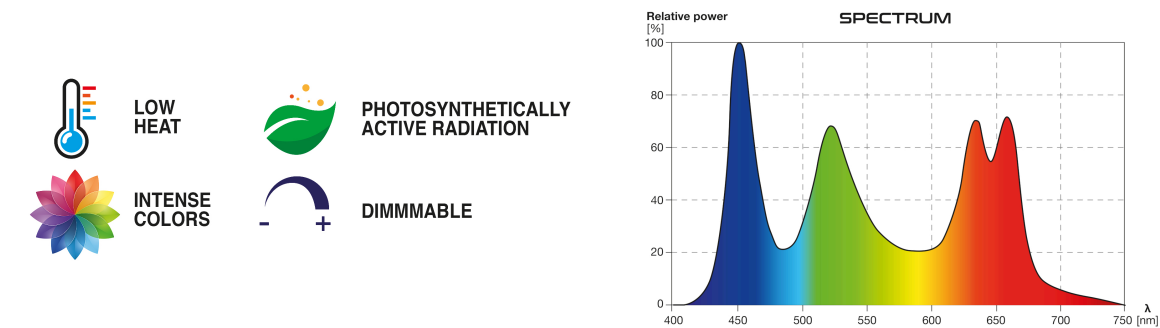 LOW
HEAT
PHOTOSYNTHETICALLY
ACTIVE RADIATION
INTENSE
COLORS
- +
DIMMMABLE
Relative power
[%]
SPECTRUM
100
80
60
40
20
0
400 450 500 550 600 650 700 750 [nm]
λ